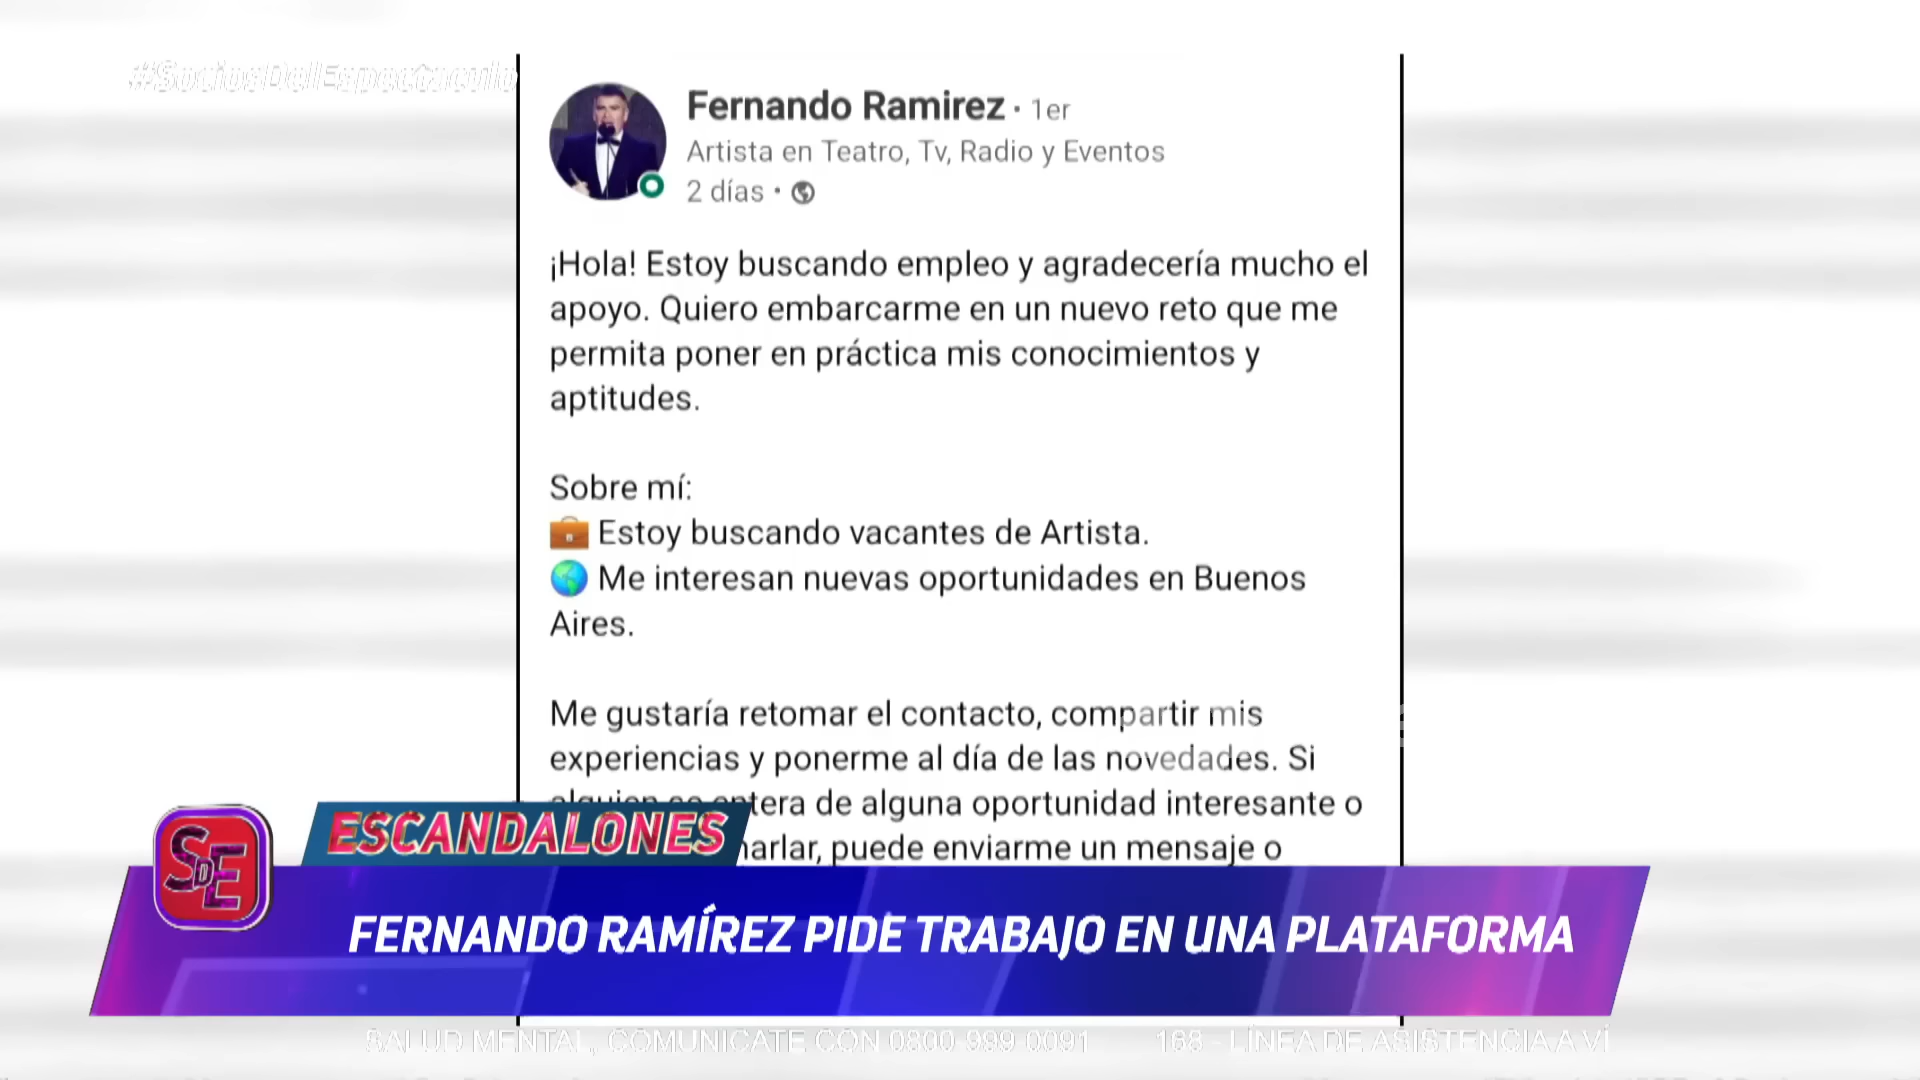 #SociosDelEspectaculo
Fernando Ramirez · 1er
Artista en Teatro, Tv, Radio y Eventos
2 días ·
¡Hola! Estoy buscando empleo y agradecería mucho el
apoyo. Quiero embarcarme en un nuevo reto que me
permita poner en práctica mis conocimientos y
aptitudes.
Sobre mí:
Estoy buscando vacantes de Artista.
Me interesan nuevas oportunidades en Buenos
Aires.
Me gustaría retomar el contacto, compartir mis
experiencias y ponerme al día de las novedades. Si
de alguna oportunidad interesante o
puede enviarme un mensaje o
ESCANDALONES
SDE
FERNANDO RAMÍREZ PIDE TRABAJO EN UNA PLATAFORMA
SALUD MENTAL, COMUNICATE CON 0800 999 0091 168 - LÍNEA DE ASISTENCIA A VÍ